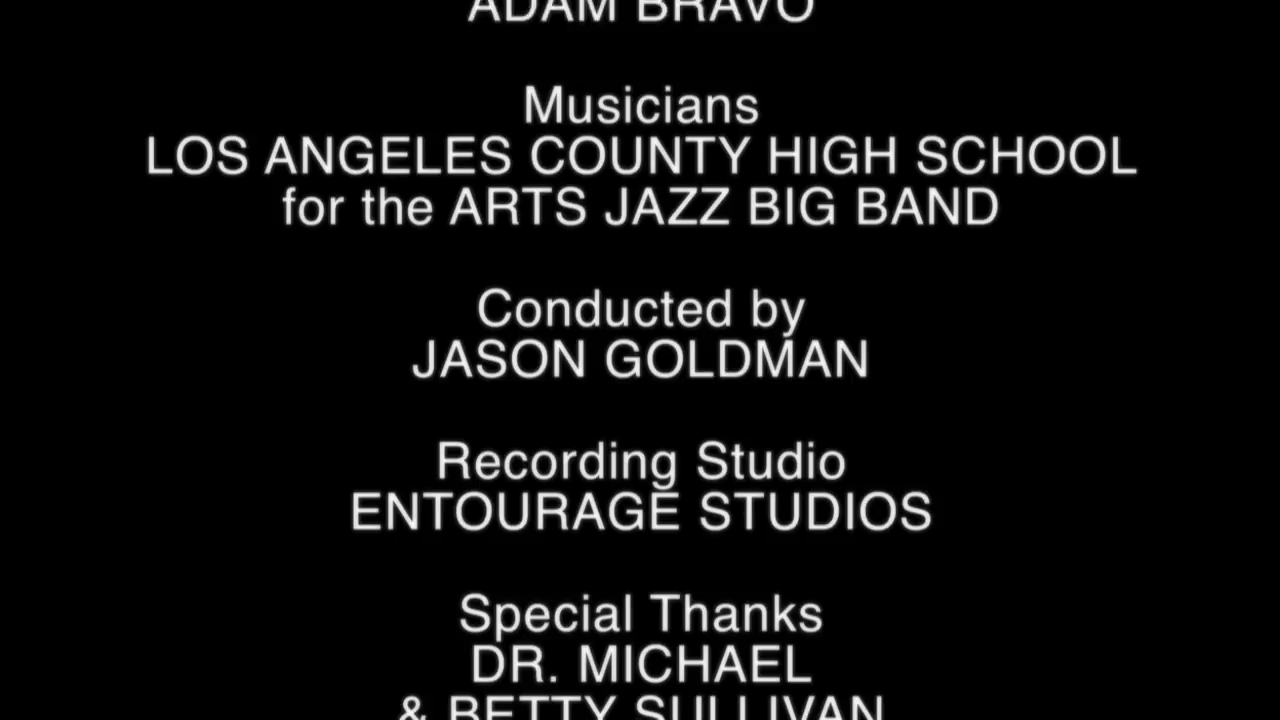 ADAM BRAVO
Musicians
LOS ANGELES COUNTY HIGH SCHOOL
for the ARTS JAZZ BIG BAND
Conducted by
JASON GOLDMAN
Recording Studio
ENTOURAGE STUDIOS
Special Thanks
DR. MICHAEL
& BETTY SULLIVAN